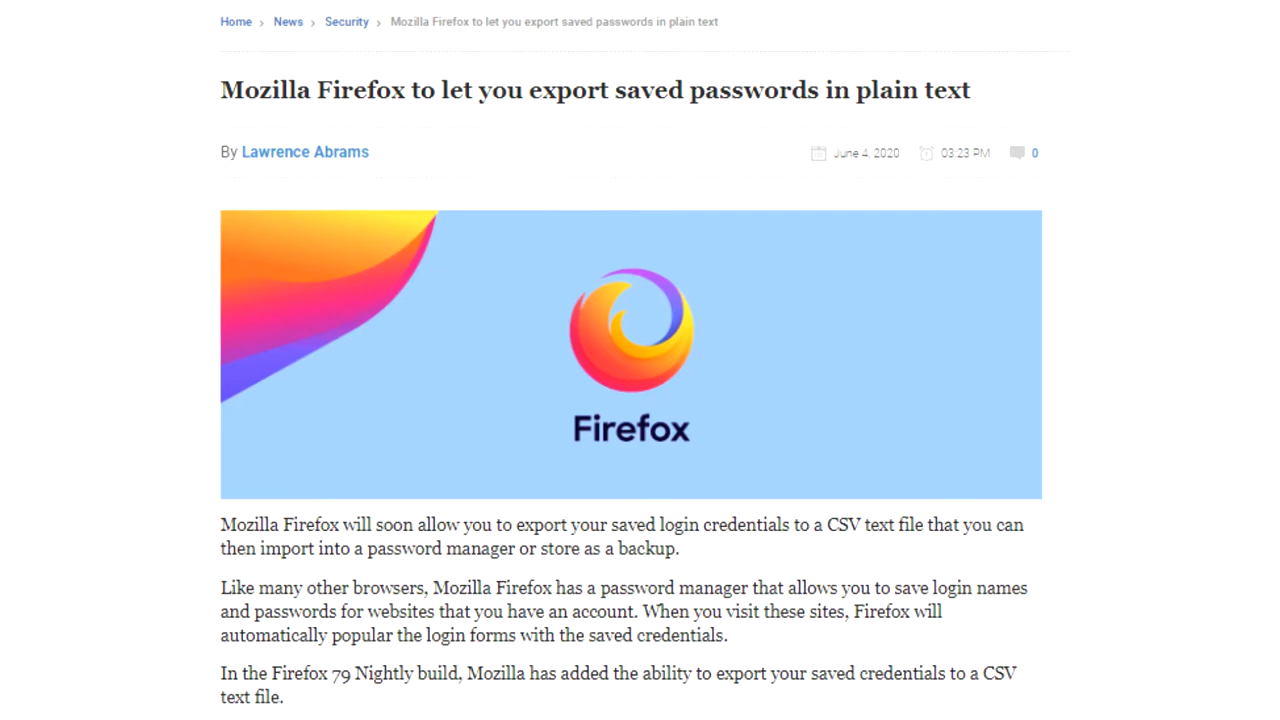 Home > News > Security > Mozilla Firefox to let you export saved passwords in plain text
Mozilla Firefox to let you export saved passwords in plain text
By Lawrence Abrams June 4, 2020 03:23 PM 0
Firefox
Mozilla Firefox will soon allow you to export your saved login credentials to a CSV text file that you can
then import into a password manager or store as a backup.
Like many other browsers, Mozilla Firefox has a password manager that allows you to save login names
and passwords for websites that you have an account. When you visit these sites, Firefox will
automatically popular the login forms with the saved credentials.
In the Firefox 79 Nightly build, Mozilla has added the ability to export your saved credentials to a CSV
text file.